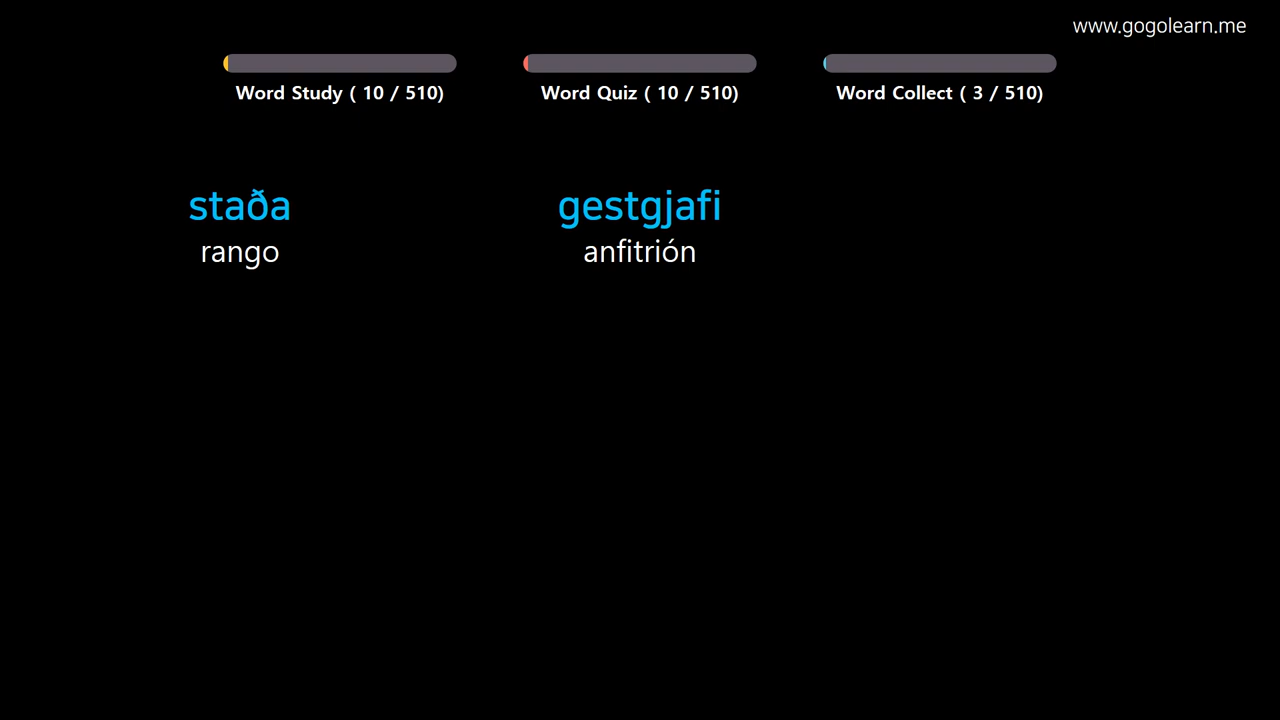 www.gogolearn.me
Word Study ( 10 / 510)
Word Quiz ( 10 / 510)
Word Collect ( 3 / 510)
staða
rango
gestgjafi
anfitrión